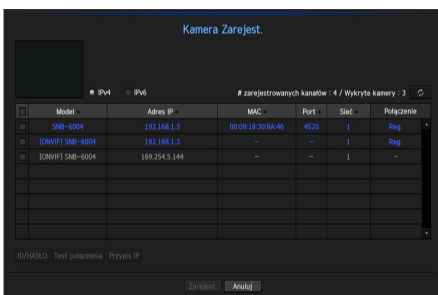 Kamera Zarejest.
IPv4 IPv6 # zarejestrowanych kanałów : 4 / Wykryte kamery : 3
Model Adres IP MAC Port Sieć Połączenie
SNB-6004 192.168.1.3 00:09:18:30:9A:46 4520 1 Reg.
[ONVIF] SNB-6004 192.168.1.3 - - 1 Reg.
[ONVIF] SNB-6004 169.254.5.144 1 -
ID/HASŁO Test połączenia Przypis IP
Zarejest. Anuluj